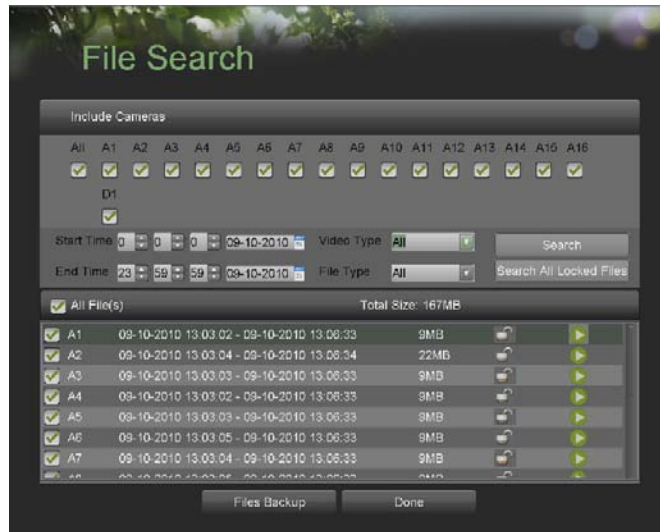 File Search
Include Cameras
All A1 A2 A3 A4 A5 A6 A7 A8 A9 A10 A11 A12 A13 A14 A15 A16
D1
Start Time 0 0 0 09-10-2010 Video Type All Search
End Time 23 59 59 09-10-2010 File Type All Search All Locked Files
All File(s) Total Size: 167MB
A1 09-10-2010 13:03:02 - 09-10-2010 13:06:33 9MB
A2 09-10-2010 13:03:04 - 09-10-2010 13:06:34 22MB
A3 09-10-2010 13:03:03 - 09-10-2010 13:06:33 9MB
A4 09-10-2010 13:03:02 - 09-10-2010 13:06:33 9MB
A5 09-10-2010 13:03:03 - 09-10-2010 13:06:33 9MB
A6 09-10-2010 13:03:05 - 09-10-2010 13:06:33 9MB
A7 09-10-2010 13:03:04 - 09-10-2010 13:06:33 9MB
Files Backup Done